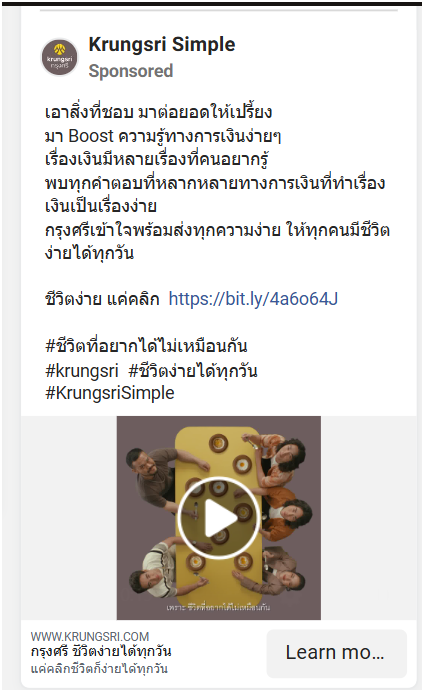 Krungsri Simple
Sponsored
krungsri
กรุงศรี
เอาสิ่งที่ชอบ มาต่อยอดให้เปรี้ยง
มา Boost ความรู้ทางการเงินง่ายๆ
เรื่องเงินมีหลายเรื่องที่คนอยากรู้
พบทุกคำตอบที่หลากหลายทางการเงินที่ทำเรื่อง
เงินเป็นเรื่องง่าย
กรุงศรีเข้าใจพร้อมส่งทุกความง่าย ให้ทุกคนมีชีวิต
ง่ายได้ทุกวัน
ชีวิตง่าย แค่คลิก https://bit.ly/4a6o64J
#ชีวิตที่อยากได้ไม่เหมือนกัน
#krungsri #ชีวิตง่ายได้ทุกวัน
#KrungsriSimple
เพราะ ชีวิตที่อยากได้ไม่เหมือนกัน
WWW.KRUNGSRI.COM
กรุงศรี ชีวิตง่ายได้ทุกวัน
แค่คลิกชีวิตก็ง่ายได้ทุกวัน
Learn mo...